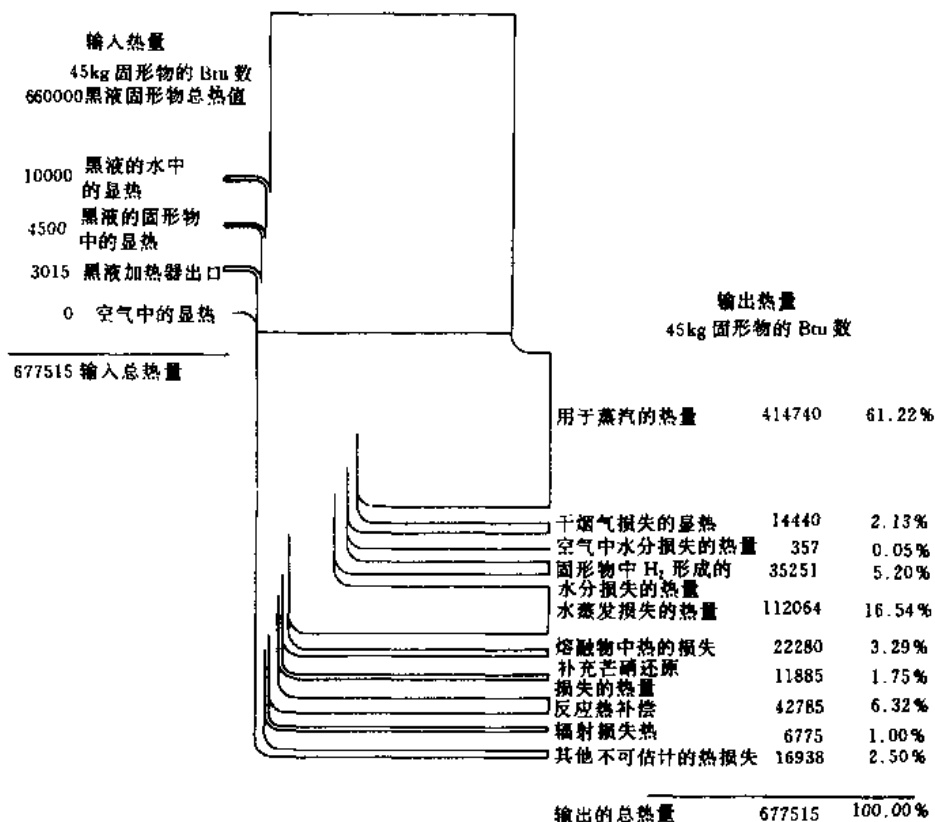 输入热量
45kg 固形物的 Btu 数
660000黑液固形物总热值
10000 黑液的水中
的显热
4500 黑液的固形物
中的显热
3015 黑液加热器出口
0 空气中的显热
677515 输入总热量
输出热量
45kg 固形物的 Btu 数
用于蒸汽的热量 414740 61.22%
干烟气损失的显热 14440 2.13%
空气中水分损失的热量 357 0.05%
固形物中 H₂ 形成的 35251 5.20%
水分损失的热量
水蒸发损失的热量 112064 16.54%
熔融物中热的损失 22280 3.29%
补充芒硝还原
损失的热量 11885 1.75%
反应热补偿 42785 6.32%
辐射损失热 6775 1.00%
其他不可估计的热损失 16938 2.50%
输出的总热量 677515 100.00%